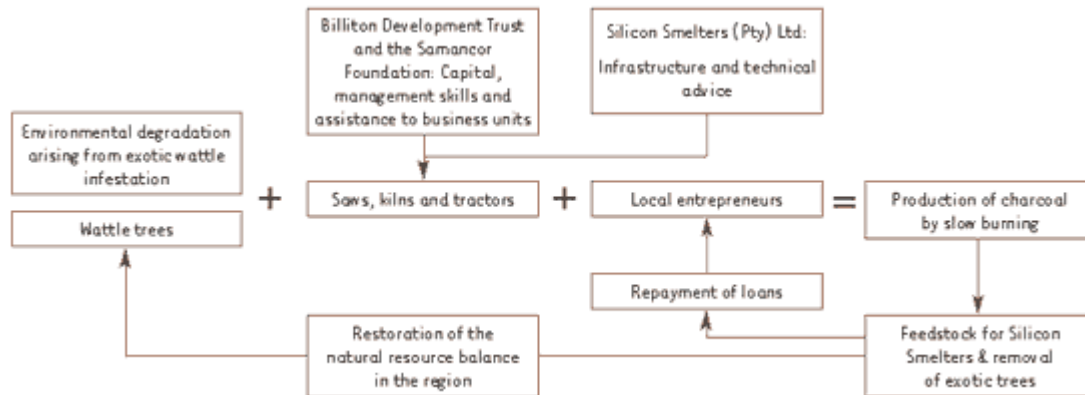 Billiton Development Trust
and the Samancor
Foundation: Capital,
management skills and
assistance to business units
Silicon Smelters (Pty) Ltd:
Infrastructure and technical
advice
Environmental degradation
arising from exotic wattle
infestation
Wattle trees
+
Saws, kilns and tractors
+
Local entrepreneurs
=
Production of charcoal
by slow burning
Repayment of loans
Restoration of the
natural resource balance
in the region
Feedstock for Silicon
Smelters & removal
of exotic trees